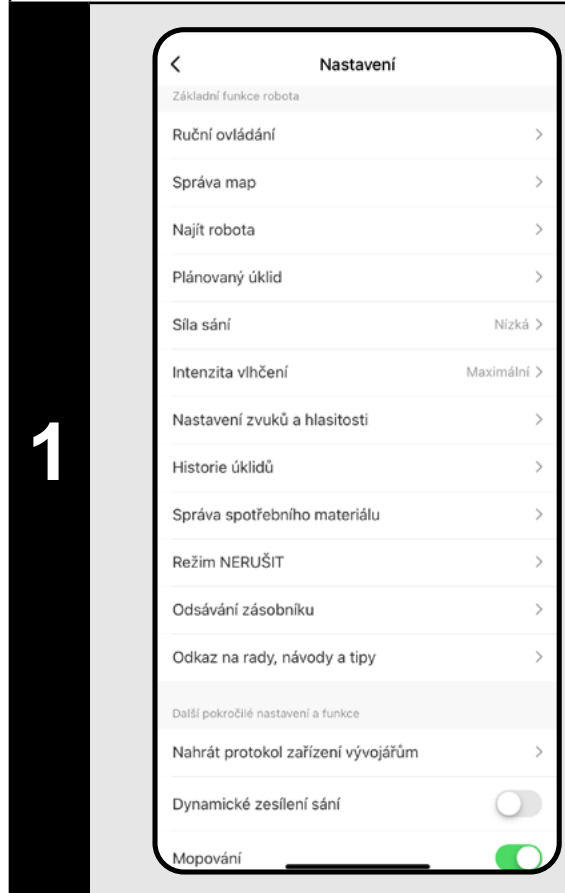 1
Nastavení
Základní funkce robota
Ruční ovládání
Správa map
Najít robota
Plánovaný úklid
Síla sání Nízká
Intenzita vlhčení Maximální
Nastavení zvuků a hlasitosti
Historie úklidů
Správa spotřebního materiálu
Režim NERUŠIT
Odsávání zásobníku
Odkaz na rady, návody a tipy
Další pokročilé nastavení a funkce
Nahrát protokol zařízení vývojářům
Dynamické zesílení sání
Mopování